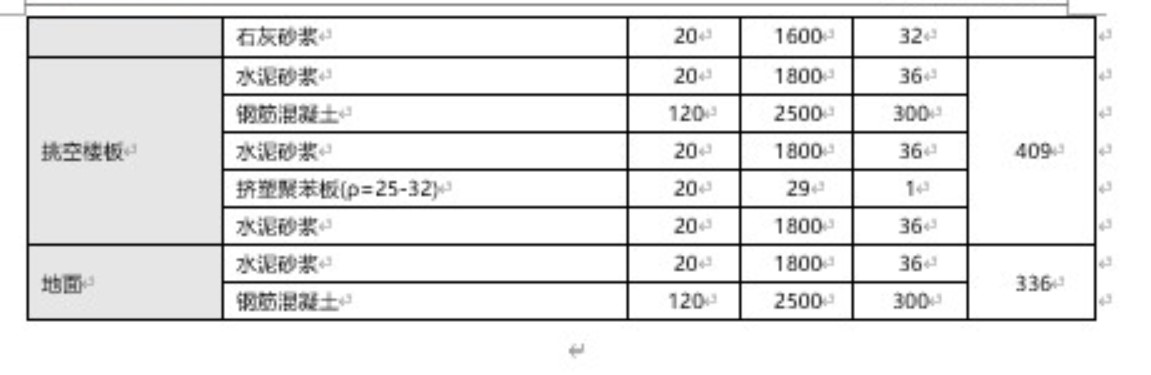 石灰砂浆 20 1600 32
水泥砂浆 20 1800 36
钢筋混凝土 120 2500 300
挑空楼板 水泥砂浆 20 1800 36 409
挤塑聚苯板(ρ=25-32) 20 29 1
水泥砂浆 20 1800 36
地面 水泥砂浆 20 1800 36 336
钢筋混凝土 120 2500 300